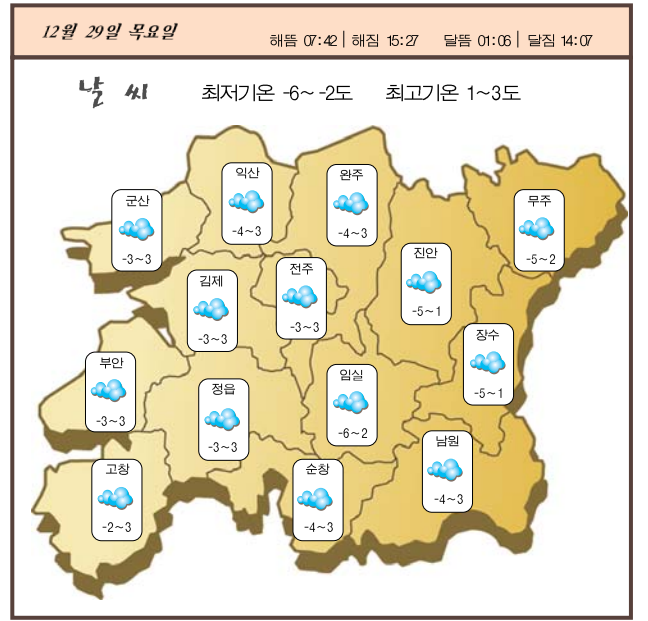 12월 29일 목요일
해뜸 07:42 | 해짐 15:27 달뜸 01:06 | 달짐 14:07
날씨 최저기온 -6~ -2도 최고기온 1~3도
군산
-3~3
익산
-4~3
완주
-4~3
무주
-5~2
김제
-3~3
전주
-3~3
진안
-5~1
장수
-5~1
부안
-3~3
정읍
-3~3
임실
-6~2
남원
-4~3
고창
-2~3
순창
-4~3